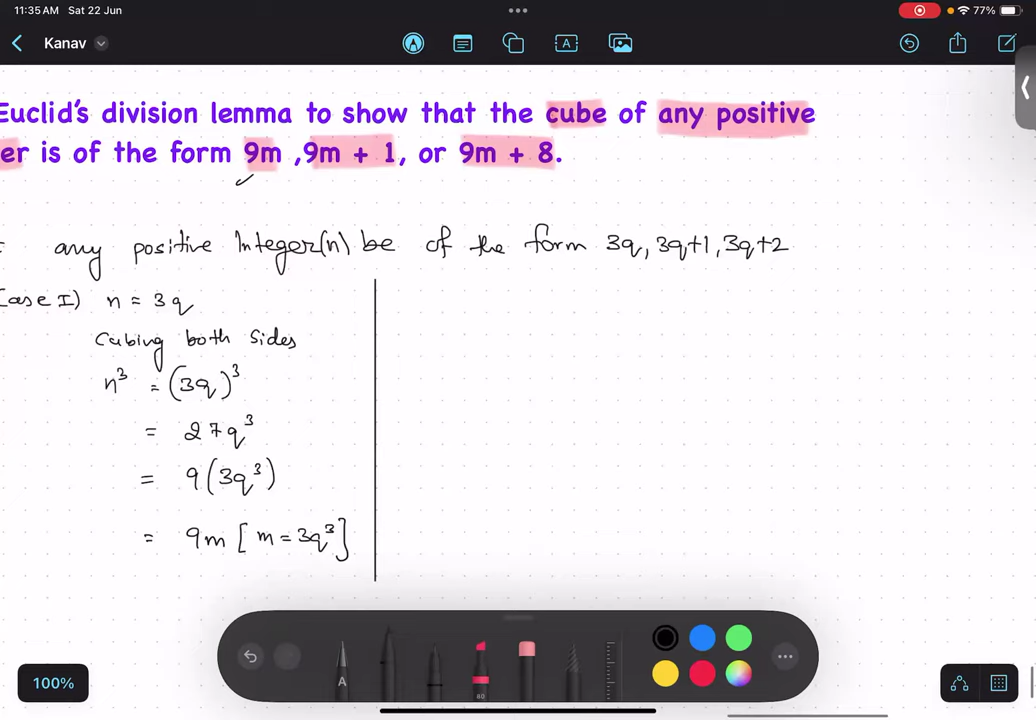 11:35 AM Sat 22 Jun
77%
Kanav
Euclid's division lemma to show that the cube of any positive
er is of the form 9m ,9m + 1, or 9m + 8.
any positive Integer(n) be of the form 3q, 3q+1, 3q+2
Case I) n = 3q
Cubing both sides
n³ = (3q)³
= 27q³
= 9(3q³)
= 9m [m = 3q³]
A
80
100%